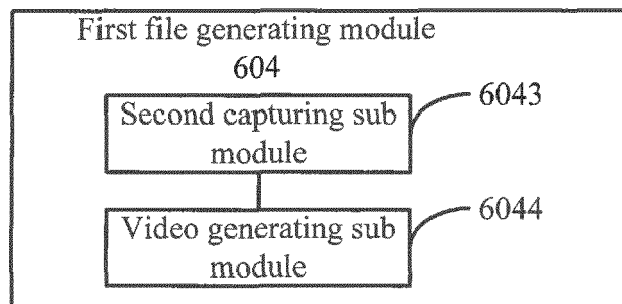 First file generating module
604
6043
Second capturing sub
module
6044
Video generating sub
module